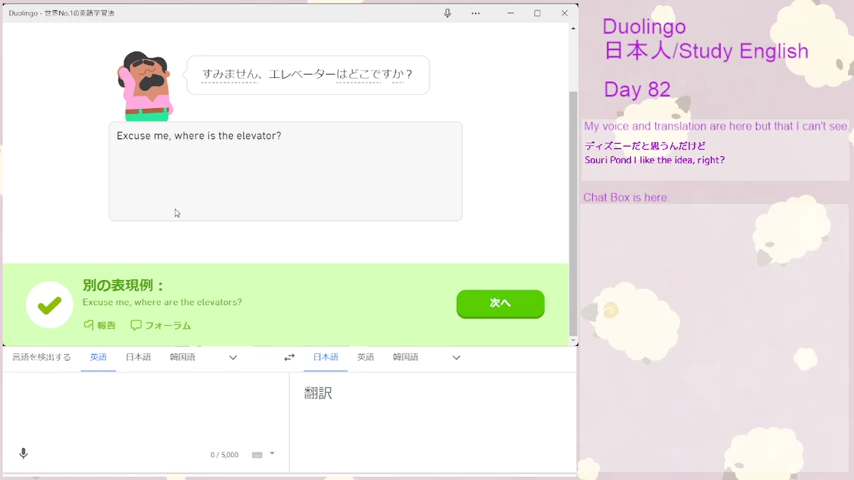 Duolingo - 世界No.1の英語学習法
すみません、エレベーターはどこですか？
Excuse me, where is the elevator?
別の表現例：
Excuse me, where are the elevators?
報告
フォーラム
次へ
言語を検出する 英語 日本語 韓国語
日本語 英語 韓国語
翻訳
0 / 5,000
Duolingo
日本人/Study English
Day 82
My voice and translation are here but that I can't see
ディズニーだと思うんだけど
Souri Pond I like the idea, right?
Chat Box is here.